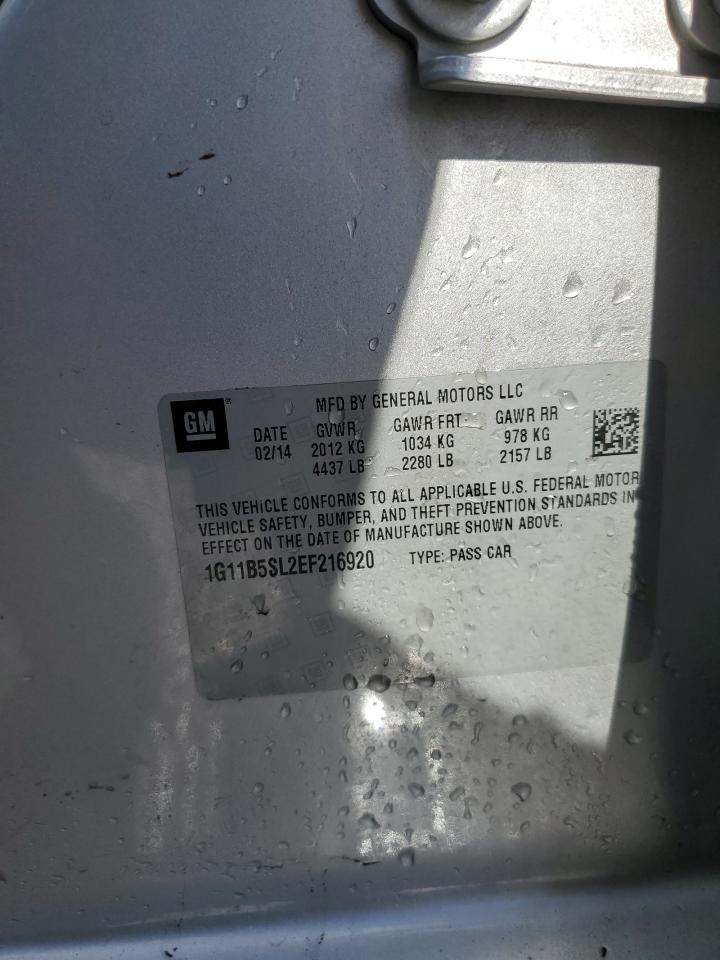 GM ®
MFD BY GENERAL MOTORS LLC
DATE GVWR GAWR FRT GAWR RR
02/14 2012 KG 1034 KG 978 KG
4437 LB 2280 LB 2157 LB
THIS VEHICLE CONFORMS TO ALL APPLICABLE U.S. FEDERAL MOTOR
VEHICLE SAFETY, BUMPER, AND THEFT PREVENTION STANDARDS IN
EFFECT ON THE DATE OF MANUFACTURE SHOWN ABOVE.
1G11B5SL2EF216920 TYPE: PASS CAR